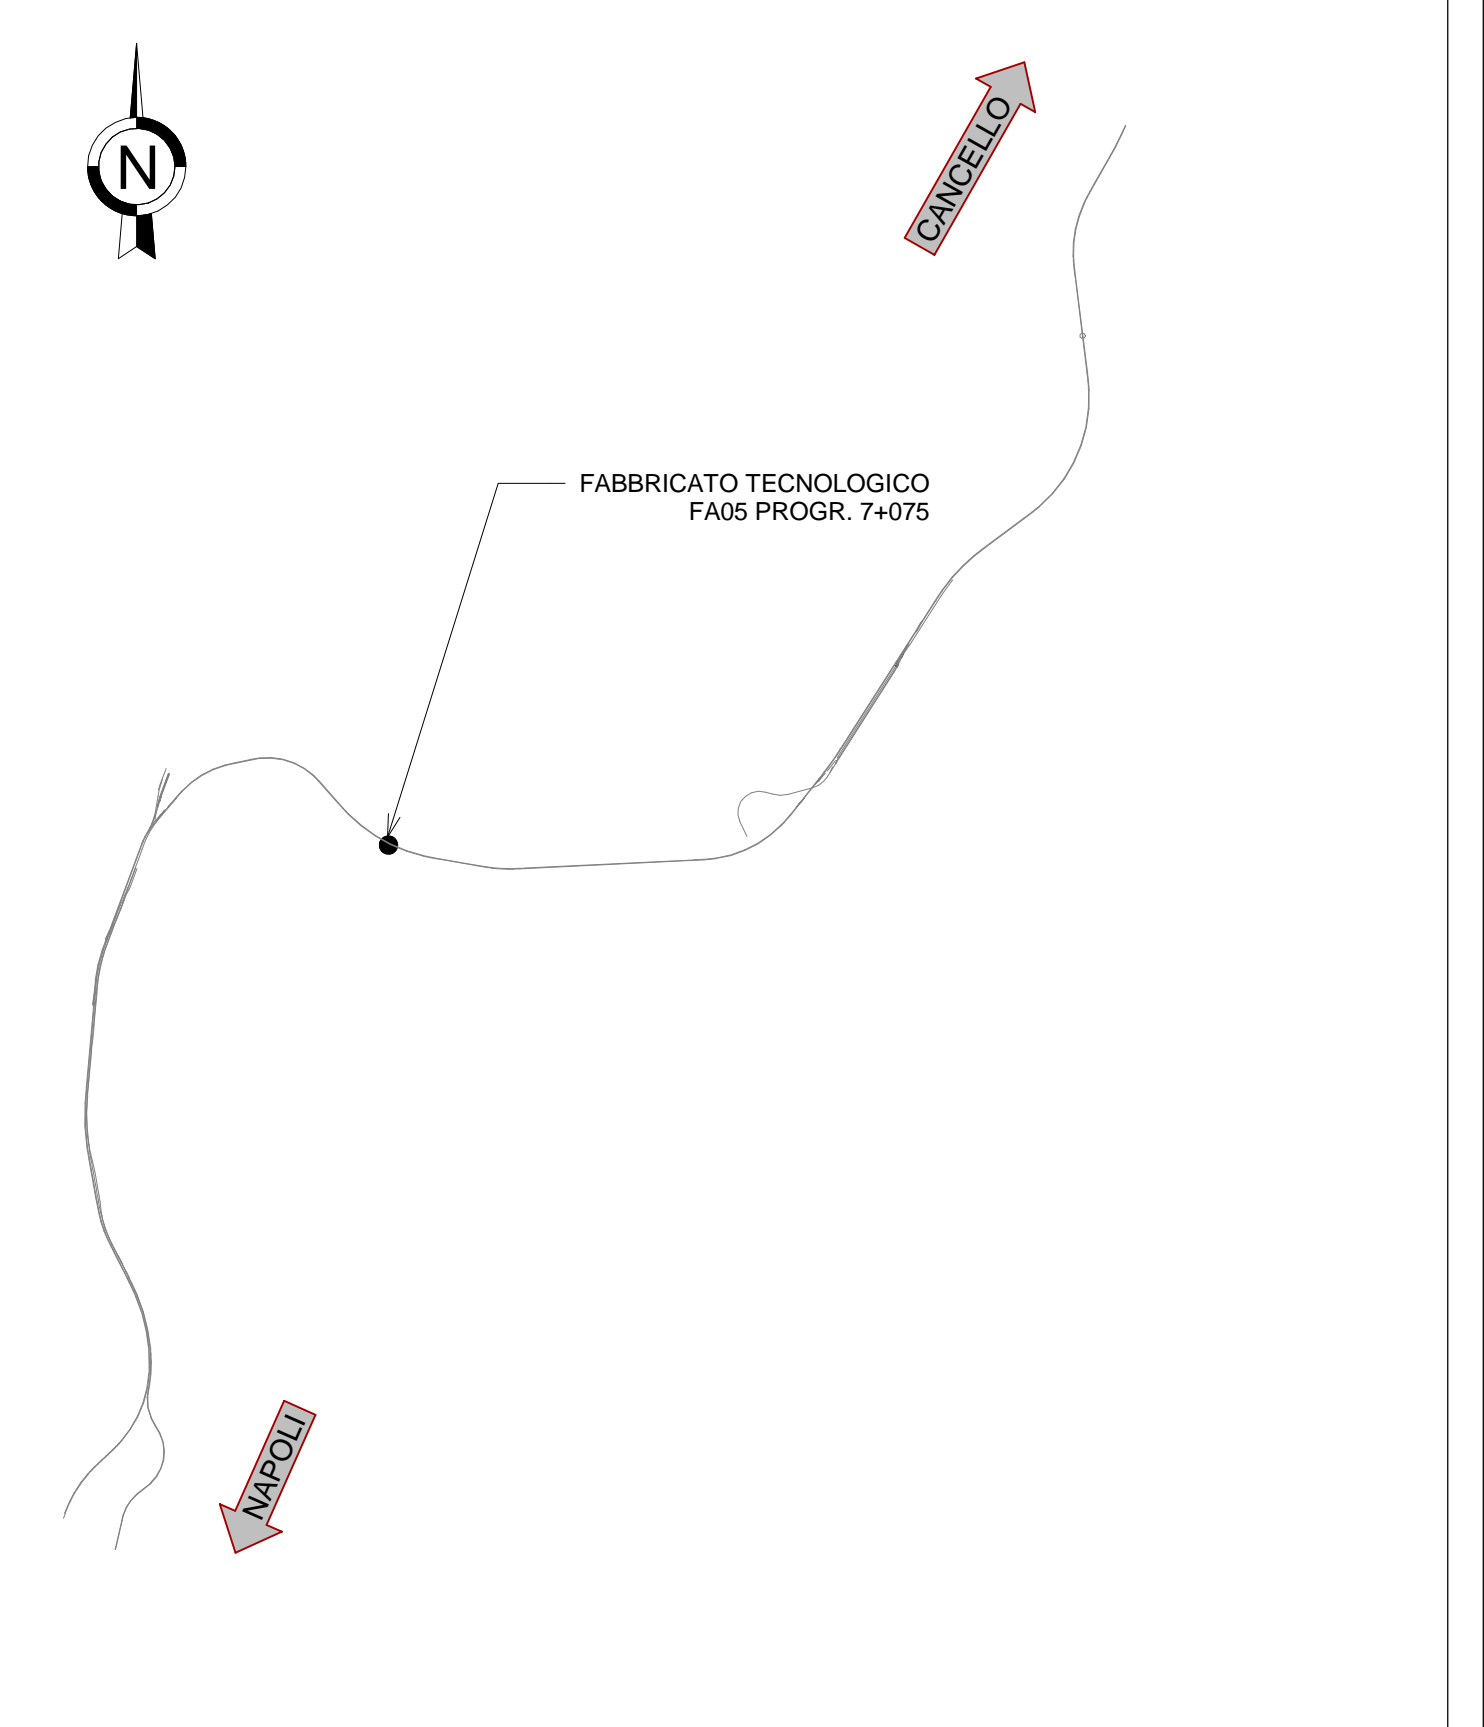 N
CANCELLO
FABBRICATO TECNOLOGICO
FA05 PROGR. 7+075
NAPOLI